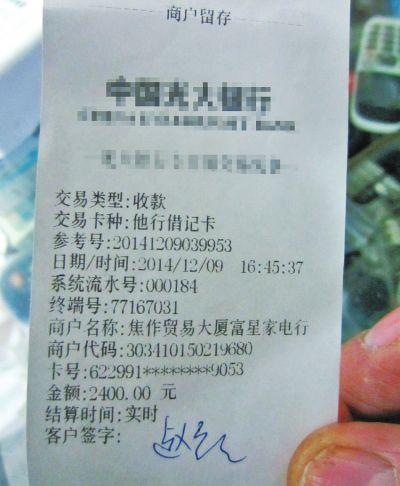 商户留存
中国光大银行
交易类型:收款
交易卡种:他行借记卡
参考号:20141209039953
日期/时间:2014/12/09 16:45:37
系统流水号:000184
终端号:77167031
商户名称:焦作贸易大厦富星家电行
商户代码:303410150219680
卡号:622991********9053
金额:2400.00 元
结算时间:实时
客户签字: